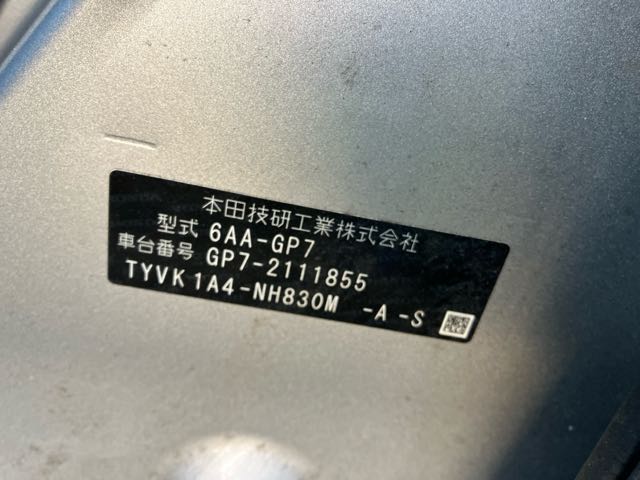 本田技研工業株式会社
型式 6AA-GP7
車台番号 GP7-2111855
TYVK1A4-NH830M -A-S